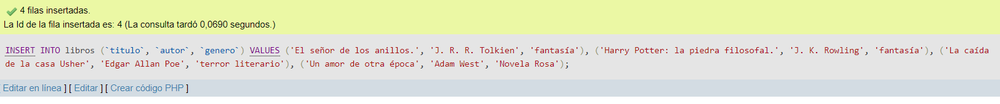 4 filas insertadas.
La Id de la fila insertada es: 4 (La consulta tardó 0,0690 segundos.)
INSERT INTO libros (`titulo`, `autor`, `genero`) VALUES ('El señor de los anillos.', 'J. R. R. Tolkien', 'fantasía'), ('Harry Potter: la piedra filosofal.', 'J. K. Rowling', 'fantasía'), ('La caída
de la casa Usher', 'Edgar Allan Poe', 'terror literario'), ('Un amor de otra época', 'Adam West', 'Novela Rosa');
[ Editar en línea ] [ Editar ] [ Crear código PHP ]